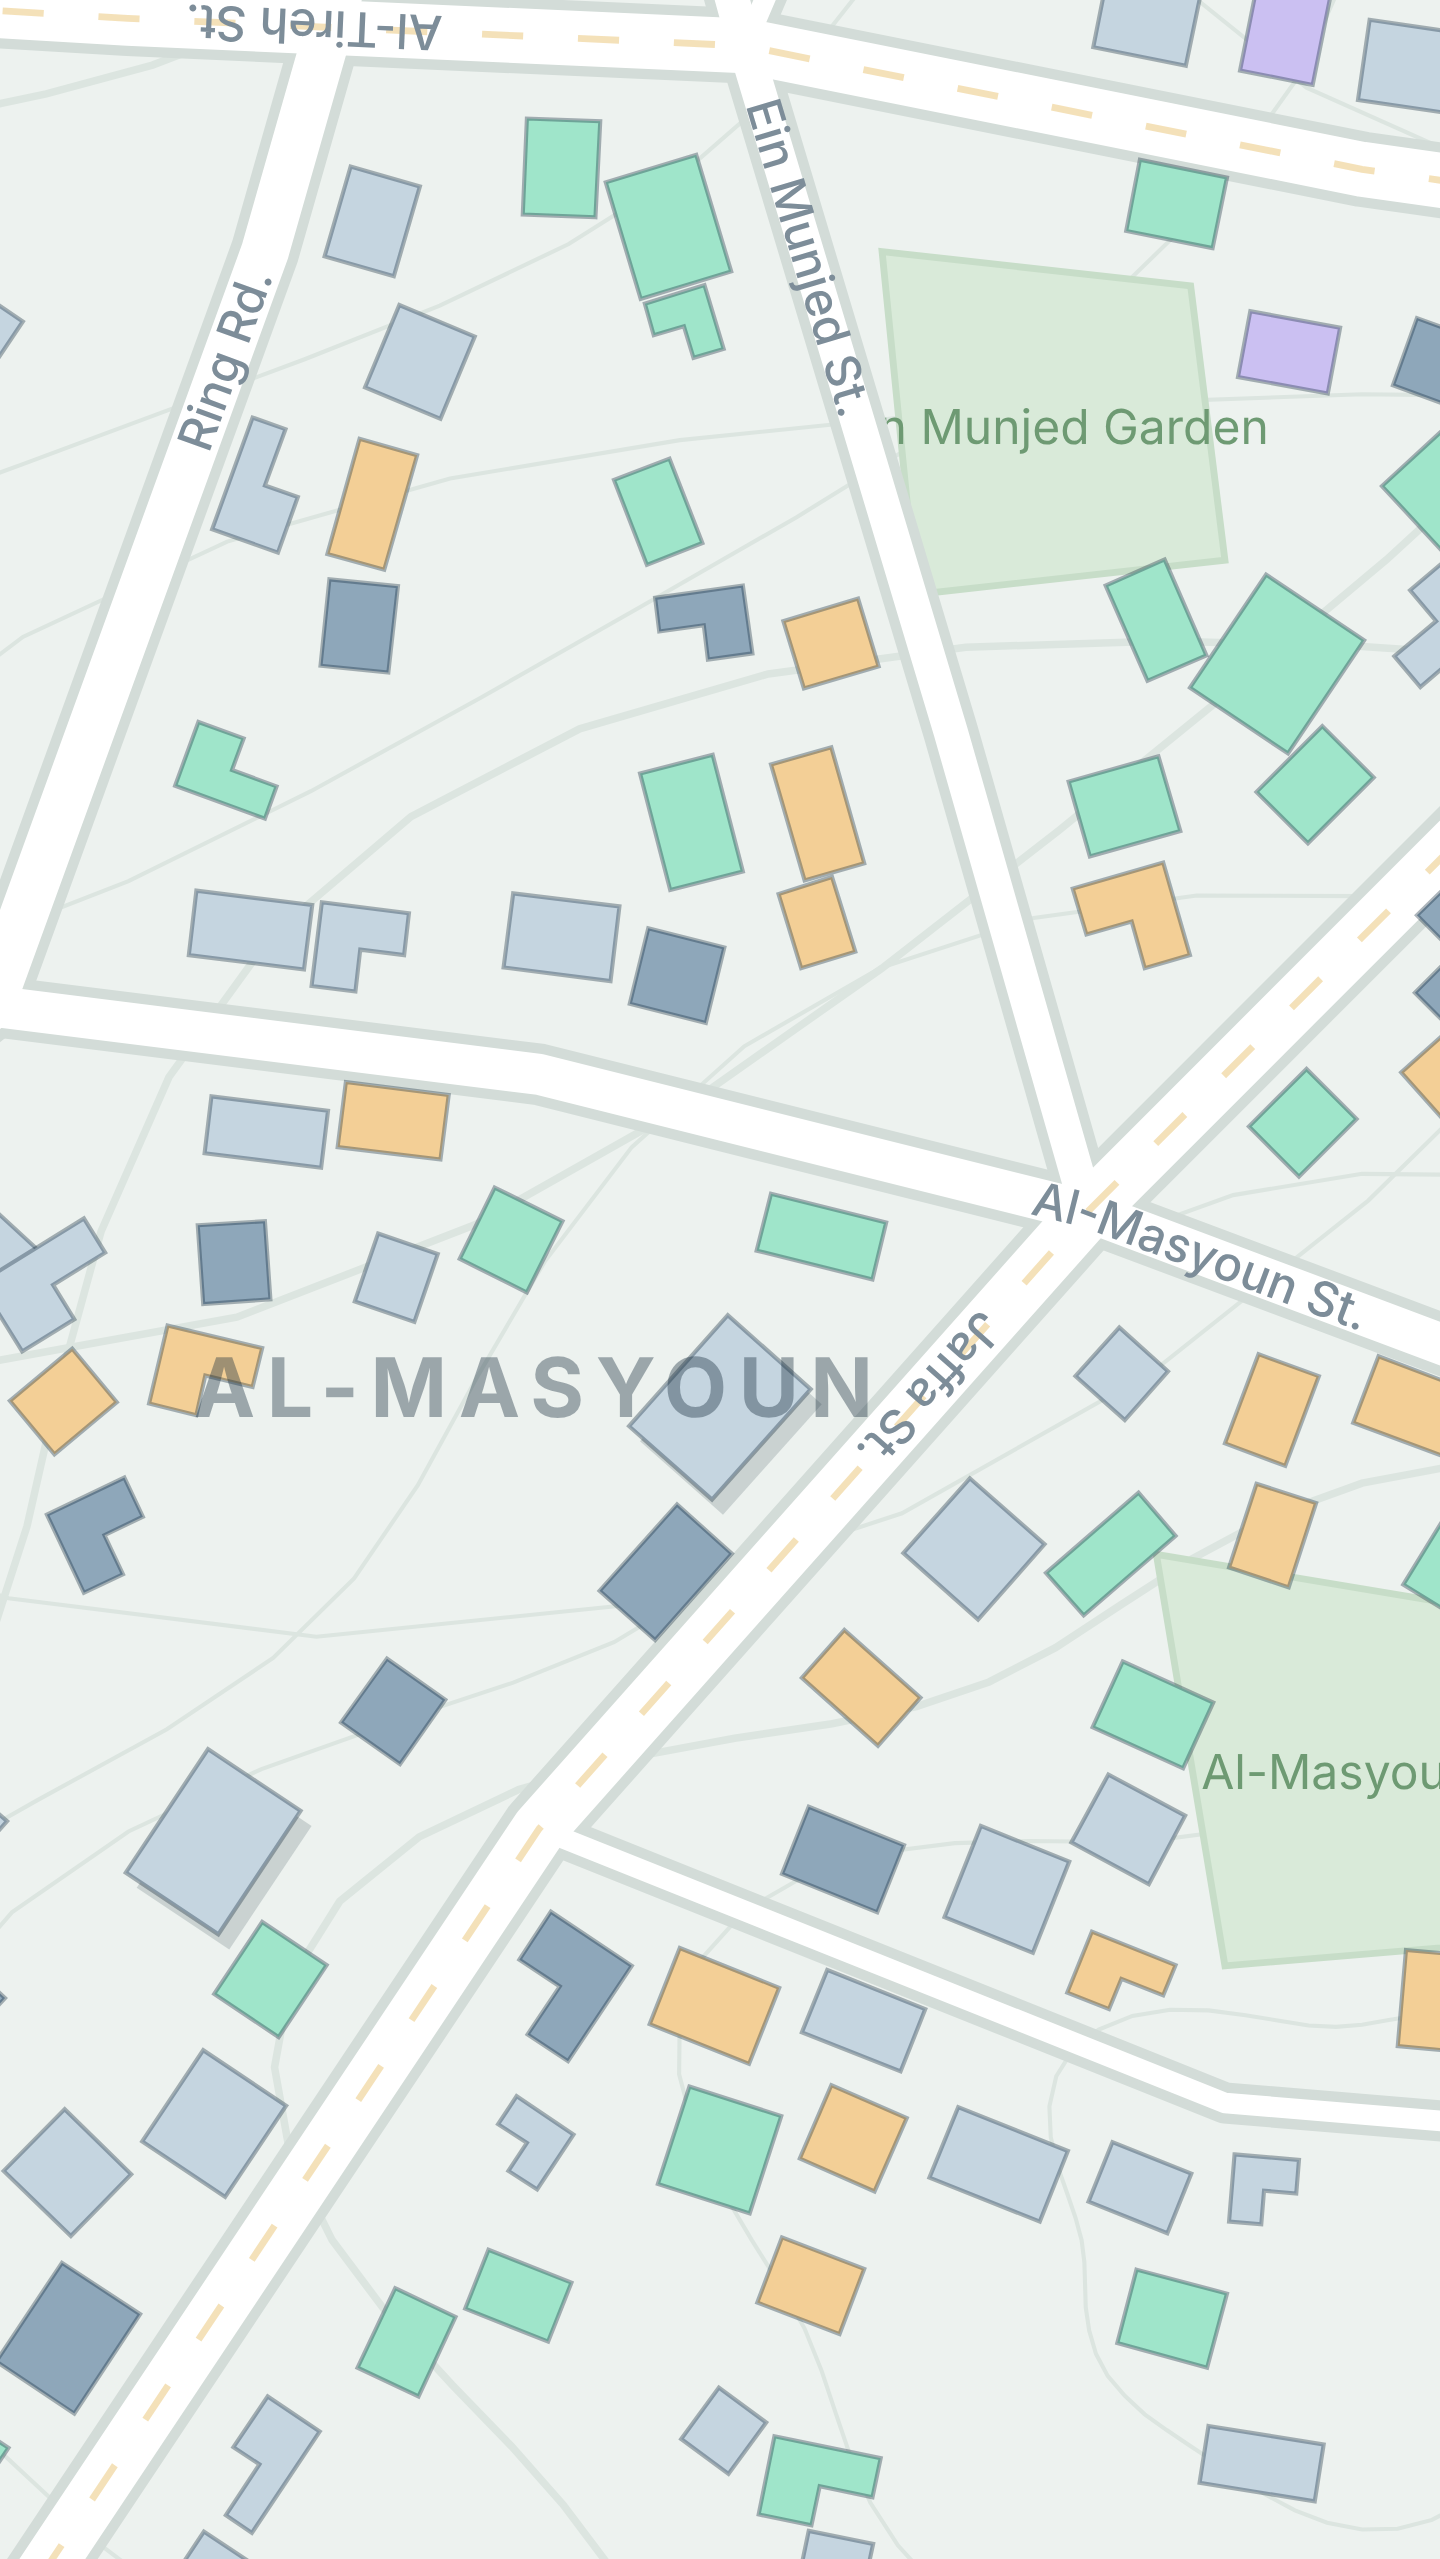 Al-Tireh St.
Ein Munjed St.
Ring Rd.
n Munjed Garden
Al-Masyoun St.
Jaffa St.
AL-MASYOUN
Al-Masyou